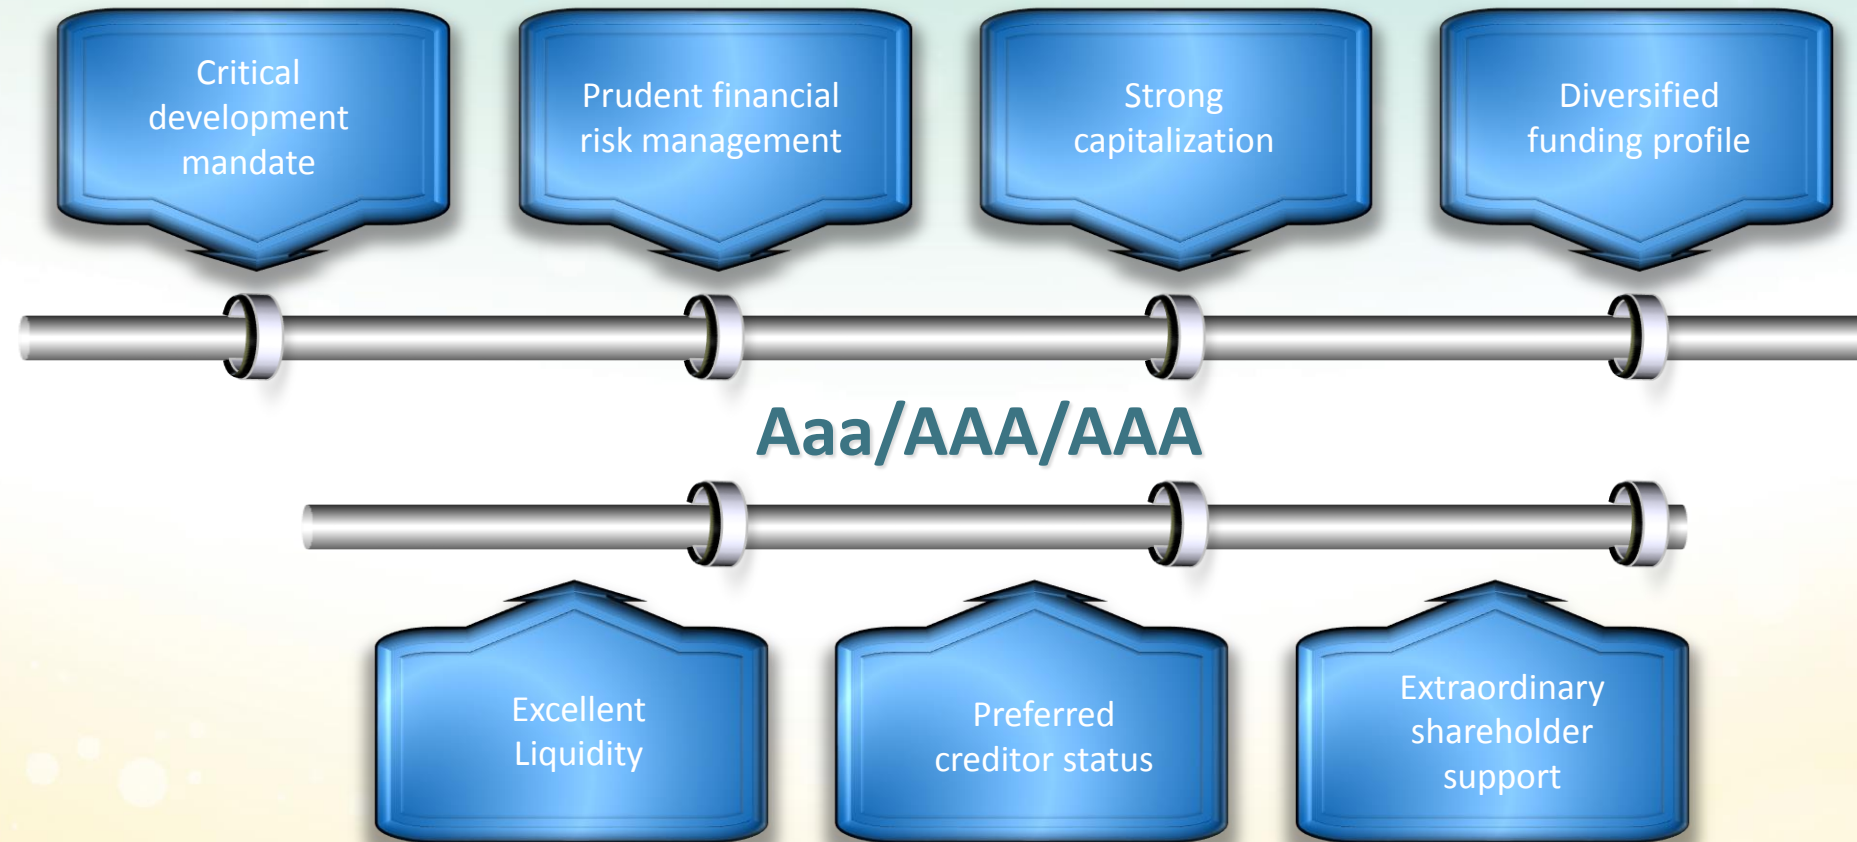 Critical
development
mandate
Prudent financial
risk management
Strong
capitalization
Diversified
funding profile
Aaa/AAA/AAA
Excellent
Liquidity
Preferred
creditor status
Extraordinary
shareholder
support